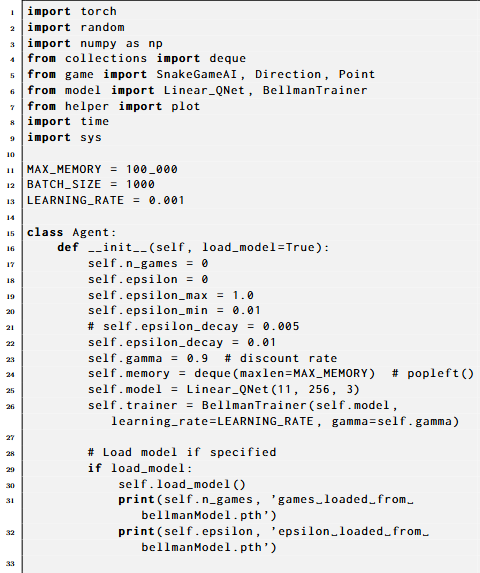 1 import torch
2 import random
3 import numpy as np
4 from collections import deque
5 from game import SnakeGameAI, Direction, Point
6 from model import Linear_QNet, BellmanTrainer
7 from helper import plot
8 import time
9 import sys
10
11 MAX_MEMORY = 100_000
12 BATCH_SIZE = 1000
13 LEARNING_RATE = 0.001
14
15 class Agent:
16     def __init__(self, load_model=True):
17         self.n_games = 0
18         self.epsilon = 0
19         self.epsilon_max = 1.0
20         self.epsilon_min = 0.01
21         # self.epsilon_decay = 0.005
22         self.epsilon_decay = 0.01
23         self.gamma = 0.9  # discount rate
24         self.memory = deque(maxlen=MAX_MEMORY)  # popleft()
25         self.model = Linear_QNet(11, 256, 3)
26         self.trainer = BellmanTrainer(self.model,
            learning_rate=LEARNING_RATE, gamma=self.gamma)
27
28         # Load model if specified
29         if load_model:
30             self.load_model()
31             print(self.n_games, 'games␣loaded␣from␣
                bellmanModel.pth')
32             print(self.epsilon, 'epsilon␣loaded␣from␣
                bellmanModel.pth')
33